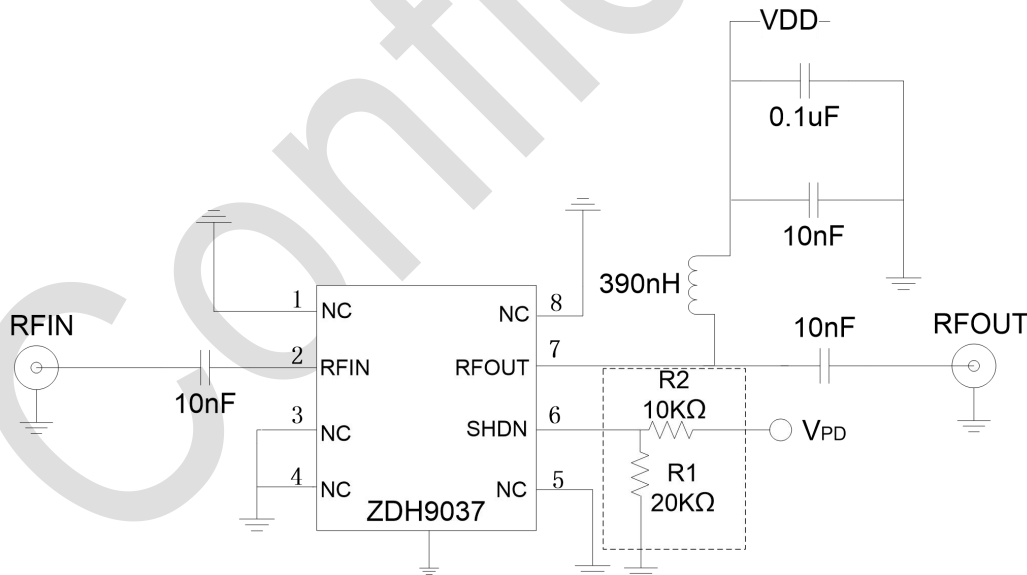 Confid
VDD
0.1uF
10nF
390nH
1
NC
NC
8
RFIN
10nF
RFOUT
2
RFIN
RFOUT
7
10nF
R2
10KΩ
3
NC
SHDN
6
VPD
4
NC
NC
5
R1
20KΩ
ZDH9037